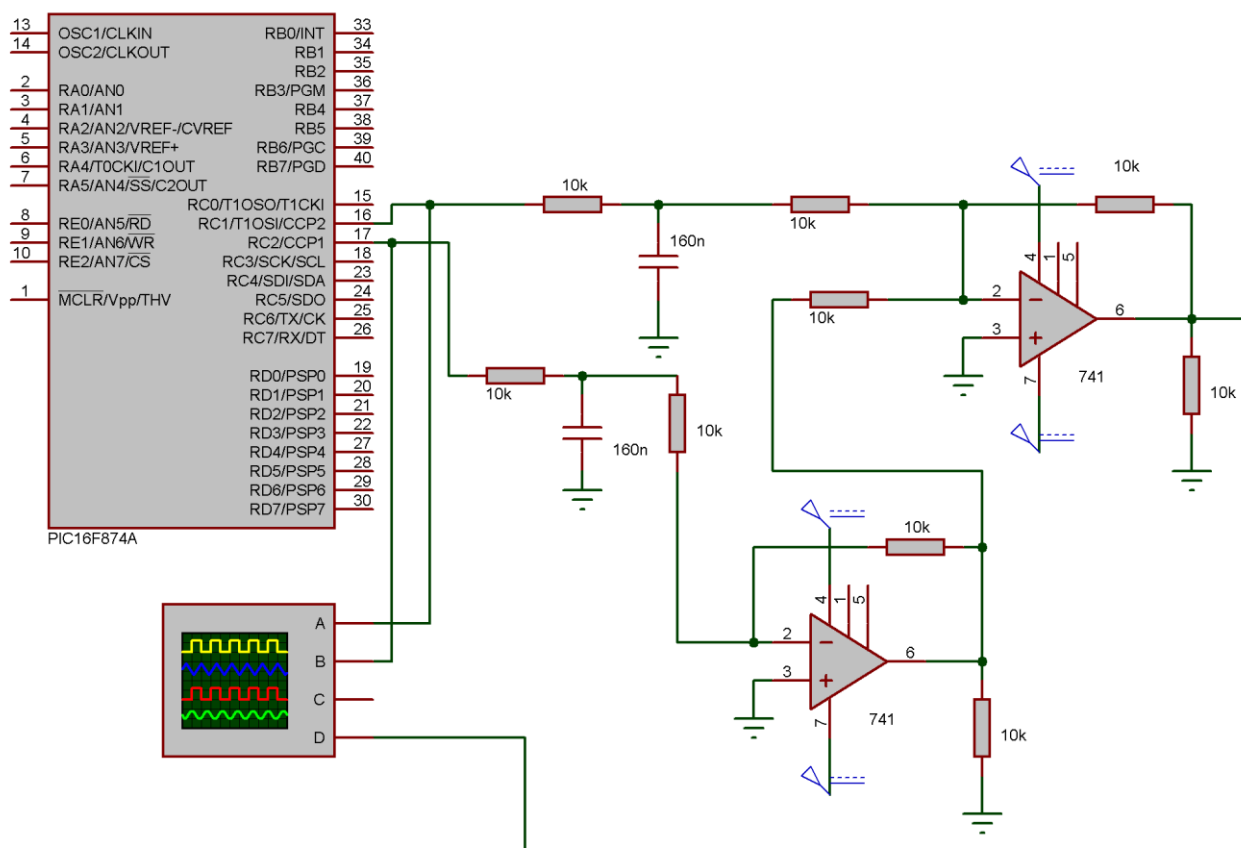 13 OSC1/CLKIN RB0/INT 33
14 OSC2/CLKOUT RB1 34
RB2 35
2 RA0/AN0 RB3/PGM 36
3 RA1/AN1 RB4 37
4 RA2/AN2/VREF-/CVREF RB5 38
5 RA3/AN3/VREF+ RB6/PGC 39
6 RA4/T0CKI/C1OUT RB7/PGD 40
7 RA5/AN4/SS/C2OUT
RC0/T1OSO/T1CKI 15
8 RE0/AN5/RD RC1/T1OSI/CCP2 16
9 RE1/AN6/WR RC2/CCP1 17
10 RE2/AN7/CS RC3/SCK/SCL 18
RC4/SDI/SDA 23
1 MCLR/Vpp/THV RC5/SDO 24
RC6/TX/CK 25
RC7/RX/DT 26
RD0/PSP0 19
RD1/PSP1 20
RD2/PSP2 21
RD3/PSP3 22
RD4/PSP4 27
RD5/PSP5 28
RD6/PSP6 29
RD7/PSP7 30
PIC16F874A
10k
160n
10k
10k
10k
4
1
5
2
3
6
7
741
10k
10k
160n
10k
10k
4
1
5
2
3
6
7
741
10k
A
B
C
D